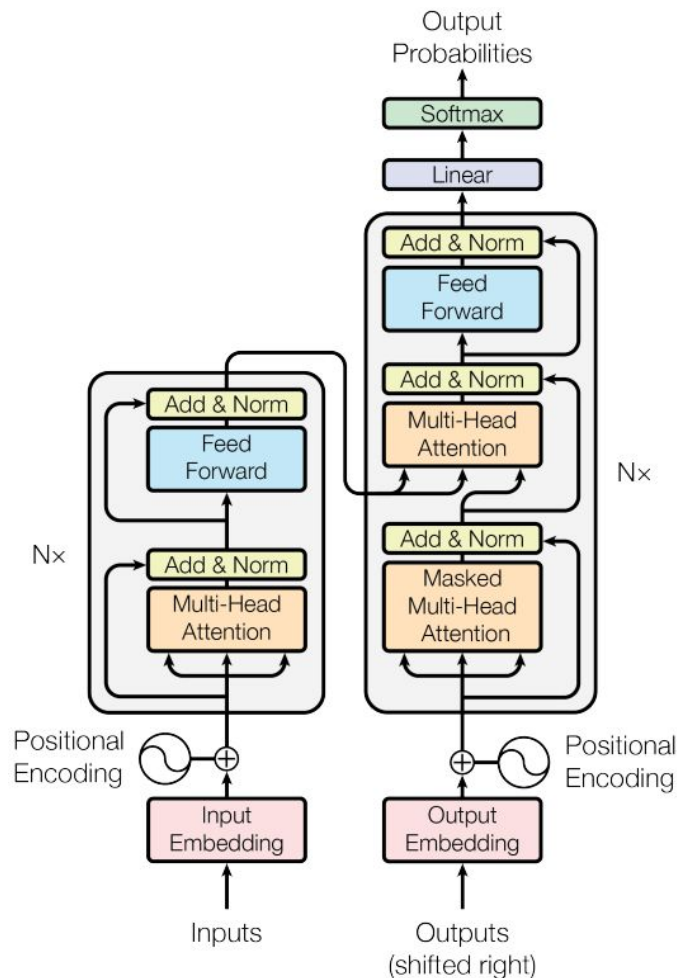 Output
Probabilities
Softmax
Linear
Add & Norm
Feed
Forward
Add & Norm
Multi-Head
Attention
N×
Add & Norm
Masked
Multi-Head
Attention
Add & Norm
Feed
Forward
N×
Add & Norm
Multi-Head
Attention
Positional
Encoding
Positional
Encoding
Input
Embedding
Output
Embedding
Inputs
Outputs
(shifted right)